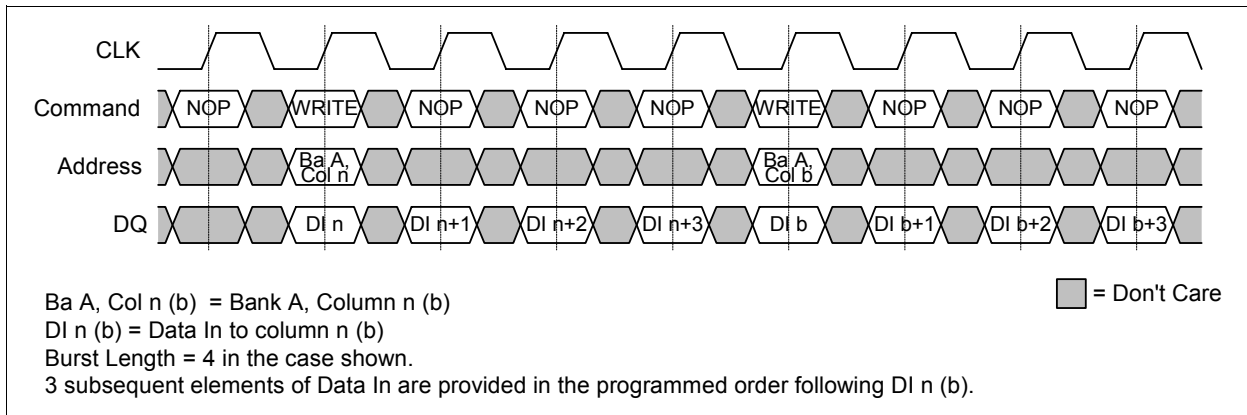 CLK
Command NOP WRITE NOP NOP NOP WRITE NOP NOP NOP
Address Ba A, Col n Ba A, Col b
DQ DI n DI n+1 DI n+2 DI n+3 DI b DI b+1 DI b+2 DI b+3
Ba A, Col n (b) = Bank A, Column n (b)
= Don't Care
DI n (b) = Data In to column n (b)
Burst Length = 4 in the case shown.
3 subsequent elements of Data In are provided in the programmed order following DI n (b).